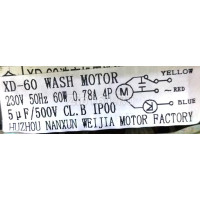 XD-60 WASH MOTOR
230V 50Hz 60W 0.78A 4P
5μF/500V CL.B IP00
HUZHOU NANXUN WEIJIA MOTOR FACTORY
YELLOW
M
~RED
BLUE